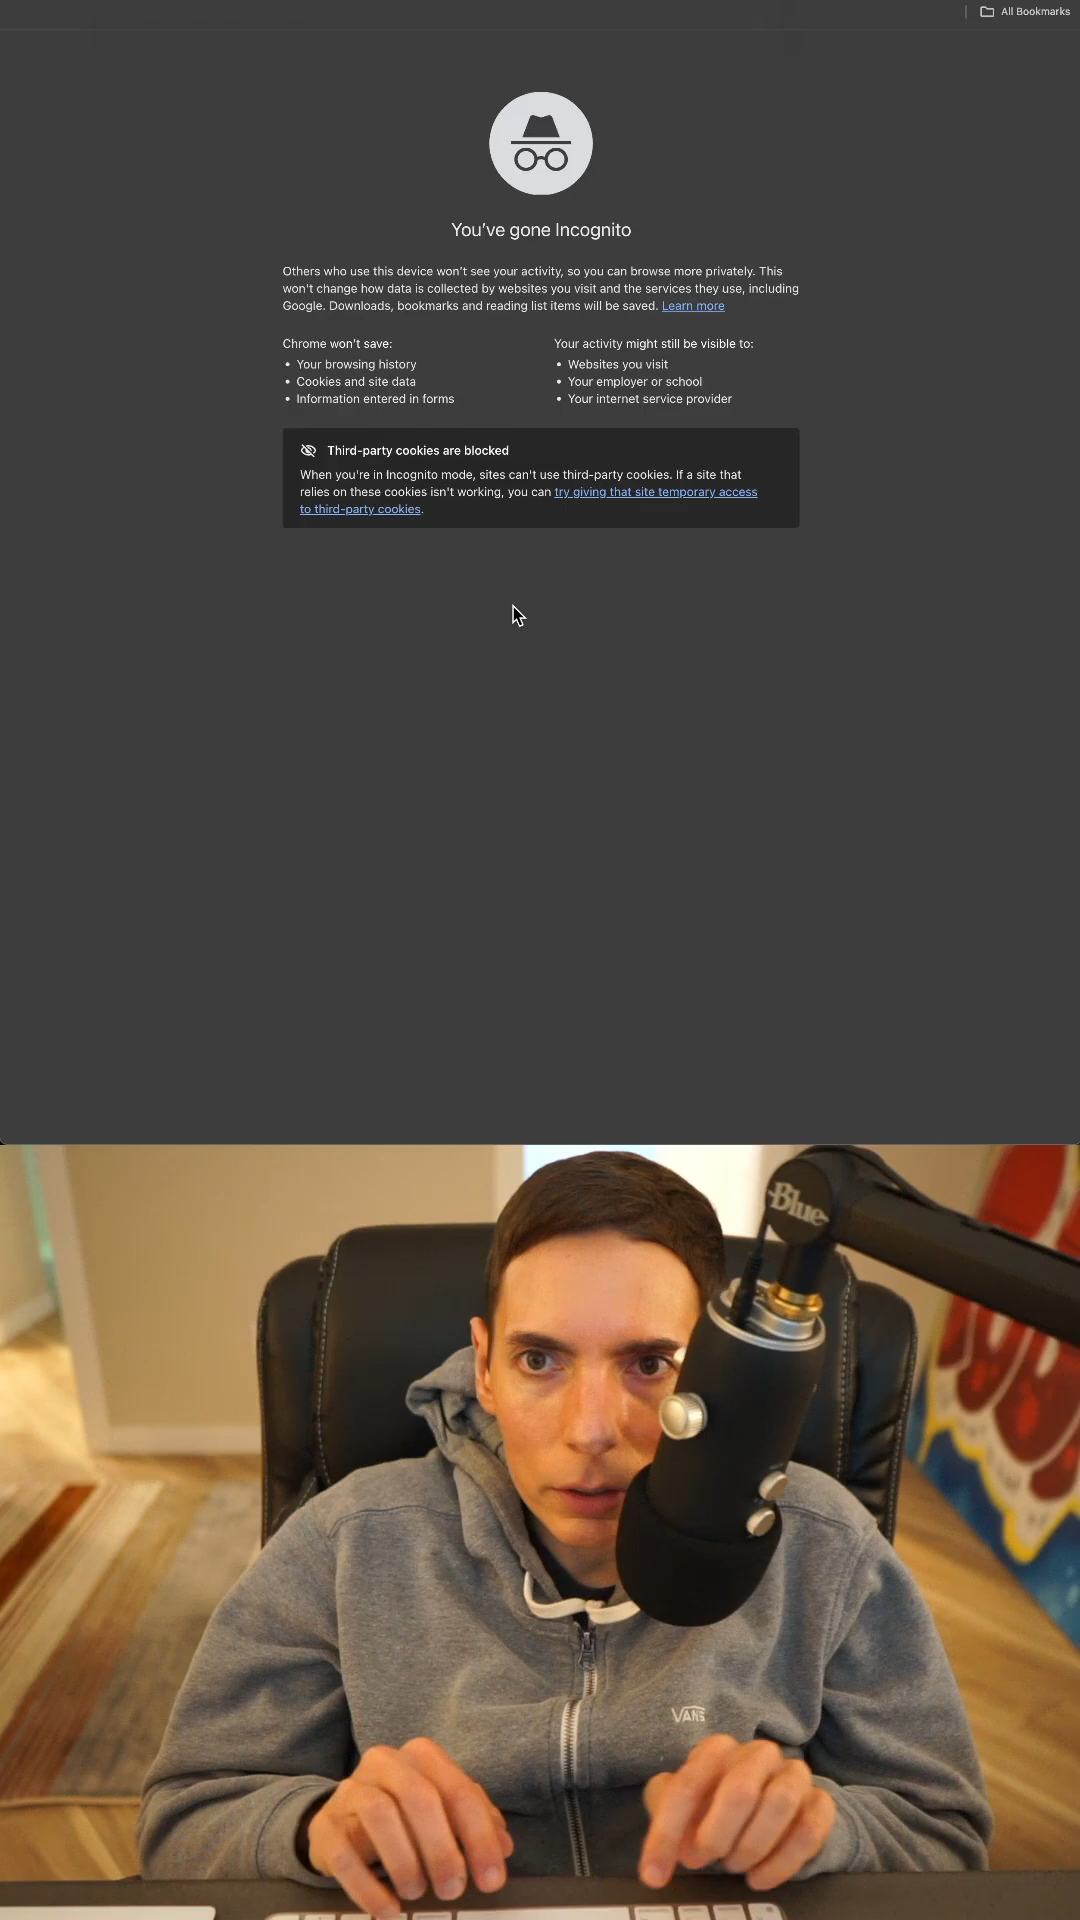 All Bookmarks
You've gone Incognito
Others who use this device won't see your activity, so you can browse more privately. This
won't change how data is collected by websites you visit and the services they use, including
Google. Downloads, bookmarks and reading list items will be saved. Learn more
Chrome won't save:
• Your browsing history
• Cookies and site data
• Information entered in forms
Your activity might still be visible to:
• Websites you visit
• Your employer or school
• Your internet service provider
Third-party cookies are blocked
When you're in Incognito mode, sites can't use third-party cookies. If a site that
relies on these cookies isn't working, you can try giving that site temporary access
to third-party cookies.
Blue
VANS